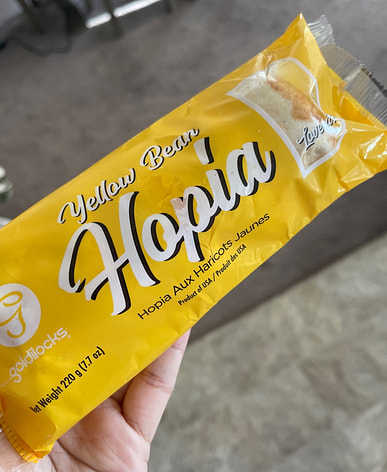 Yellow Bean
Hopia
Hopia Aux Haricots Jaunes
Product of USA / Produit des USA
goldilocks
Net Weight 220 g (7.7 oz)